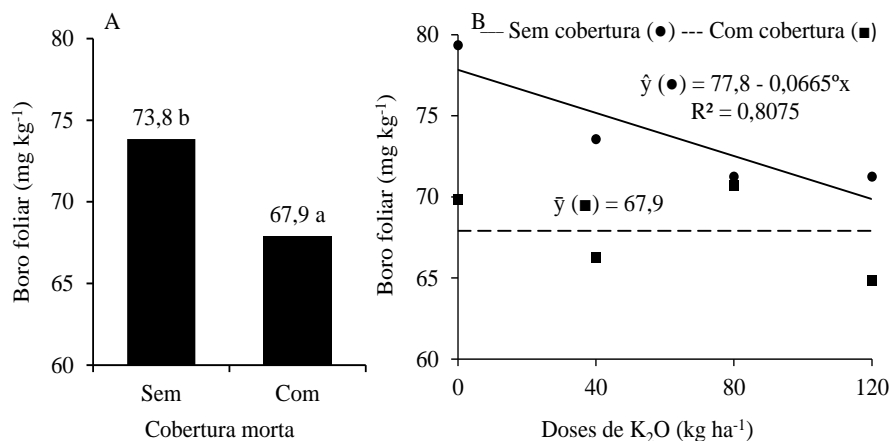 A
Boro foliar (mg kg⁻¹)
80
75
70
65
60
73,8 b
67,9 a
Sem
Com
Cobertura morta
B
Sem cobertura (●) --- Com cobertura (■)
Boro foliar (mg kg⁻¹)
80
75
70
65
60
ŷ (●) = 77,8 - 0,0665ºx
R² = 0,8075
ȳ (■) = 67,9
0
40
80
120
Doses de K₂O (kg ha⁻¹)